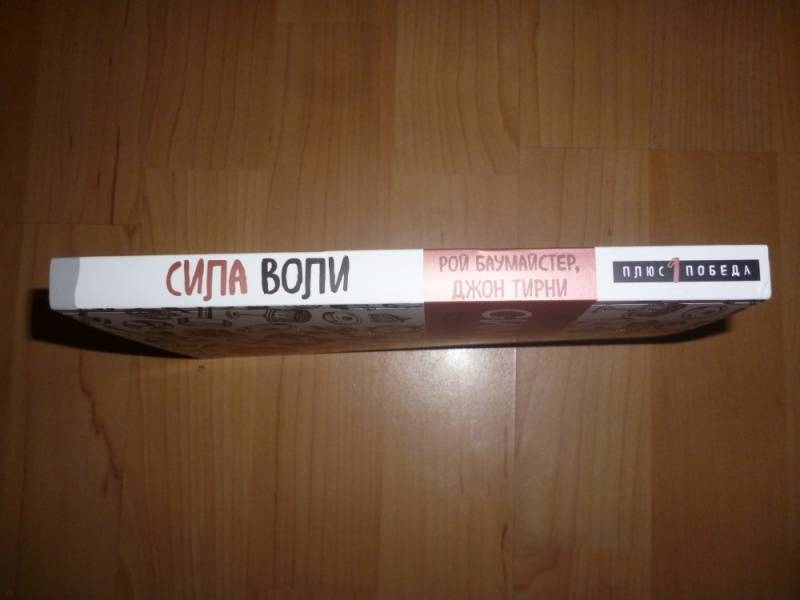 СИЛА ВОЛИ
РОЙ БАУМАЙСТЕР,
ДЖОН ТИРНИ
ПЛЮС 1 ПОБЕДА